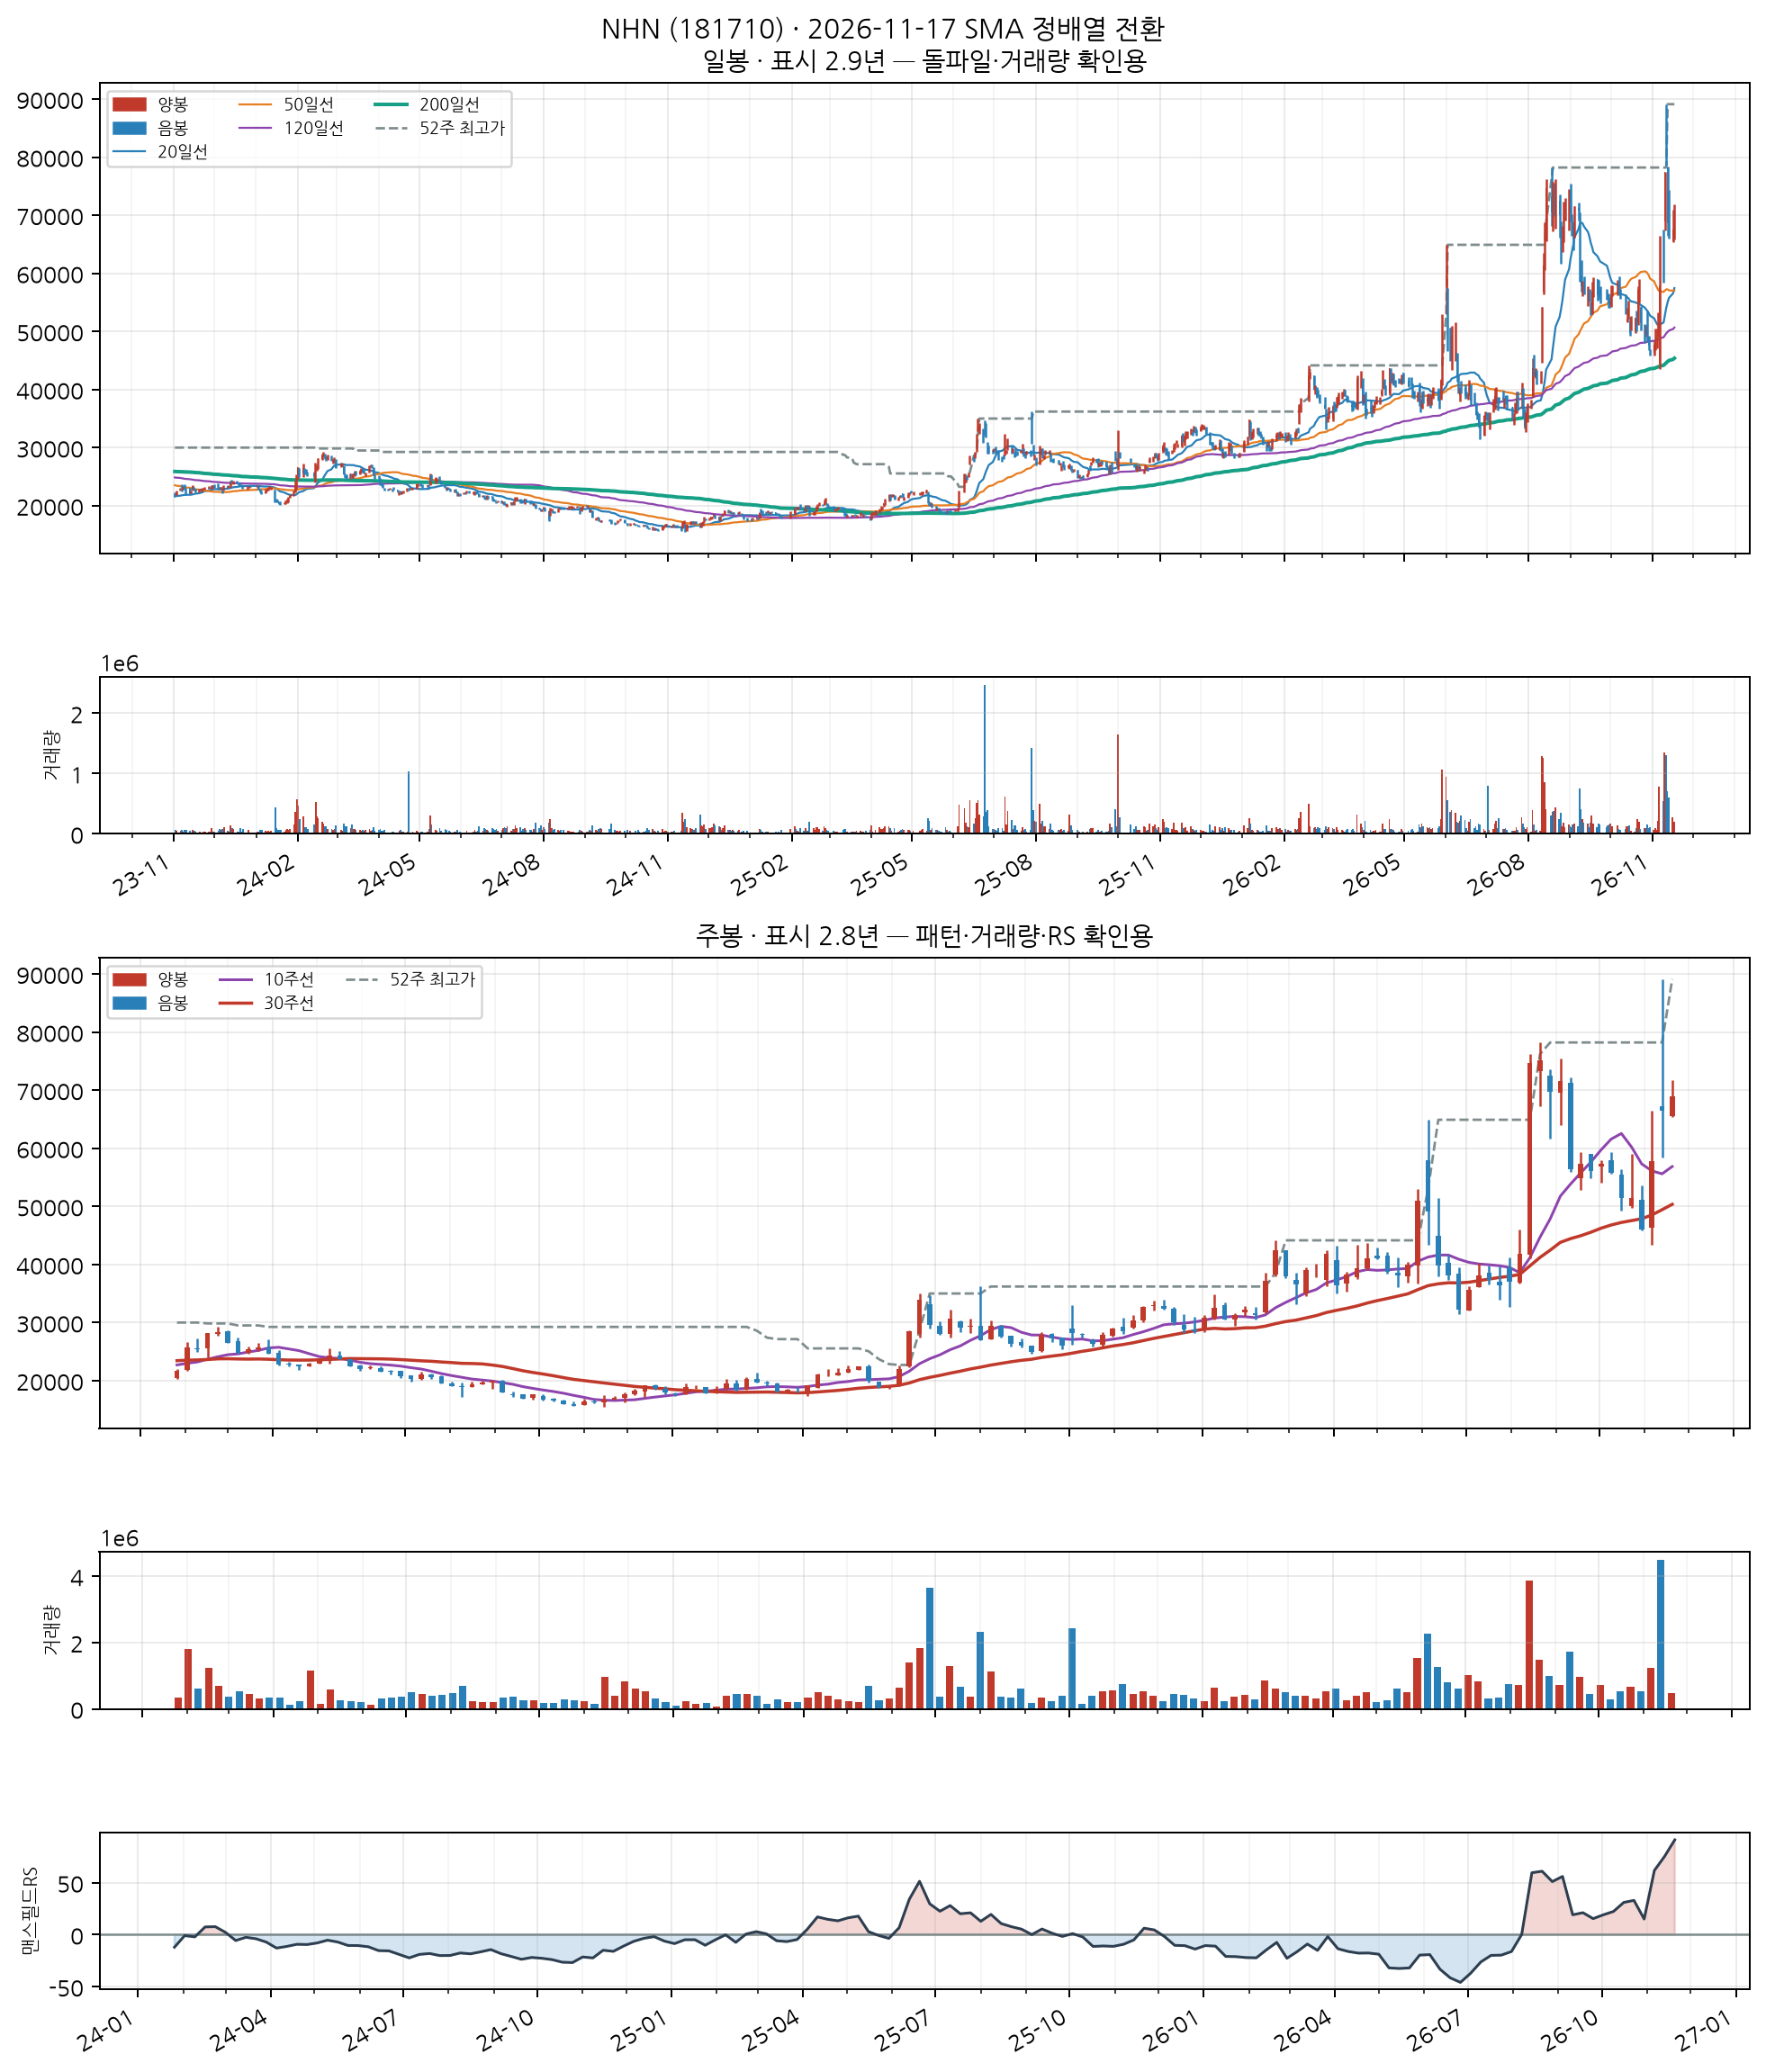 NHN (181710) · 2026-11-17 SMA 정배열 전환
일봉 · 표시 2.9년 — 돌파일·거래량 확인용
양봉 50일선 200일선
음봉 120일선 52주 최고가
20일선
90000
80000
70000
60000
50000
40000
30000
20000
1e6
거래량
2
1
0
23-11 24-02 24-05 24-08 24-11 25-02 25-05 25-08 25-11 26-02 26-05 26-08 26-11
주봉 · 표시 2.8년 — 패턴·거래량·RS 확인용
양봉 10주선 52주 최고가
음봉 30주선
90000
80000
70000
60000
50000
40000
30000
20000
1e6
거래량
4
2
0
맨스필드RS
50
0
-50
24-01 24-04 24-07 24-10 25-01 25-04 25-07 25-10 26-01 26-04 26-07 26-10 27-01